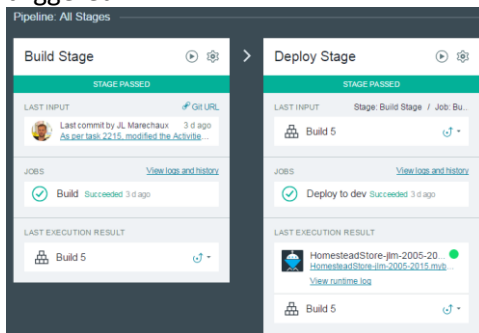 Pipeline: All Stages
Build Stage
STAGE PASSED
LAST INPUT Git URL
Last commit by JL Marechaux 3 d ago
As per task 2215, modified the Activitie...
JOBS View logs and history
Build Succeeded 3 d ago
LAST EXECUTION RESULT
Build 5
Deploy Stage
STAGE PASSED
LAST INPUT Stage: Build Stage / Job: Bu...
Build 5
JOBS View logs and history
Deploy to dev Succeeded 3 d ago
LAST EXECUTION RESULT
HomesteadStore-jlm-2005-20...
HomesteadStore-jlm-2005-2015.myb...
View runtime log
Build 5